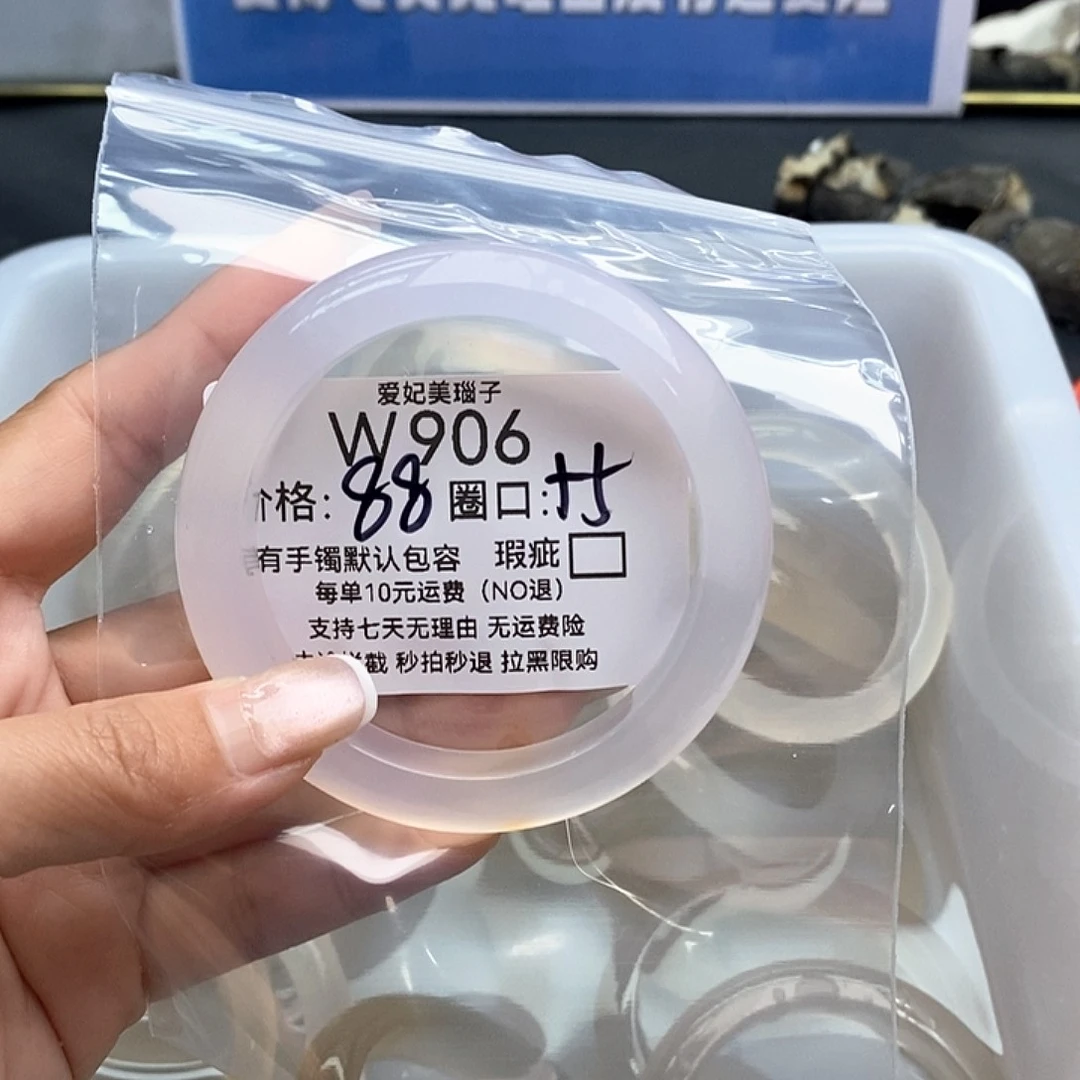 爱妃美瑙子
W906
价格:88 圈口:
有手镯默认包容 瑕疵
每单10元运费（NO退）
支持七天无理由 无运费险
截 秒拍秒退 拉黑限购